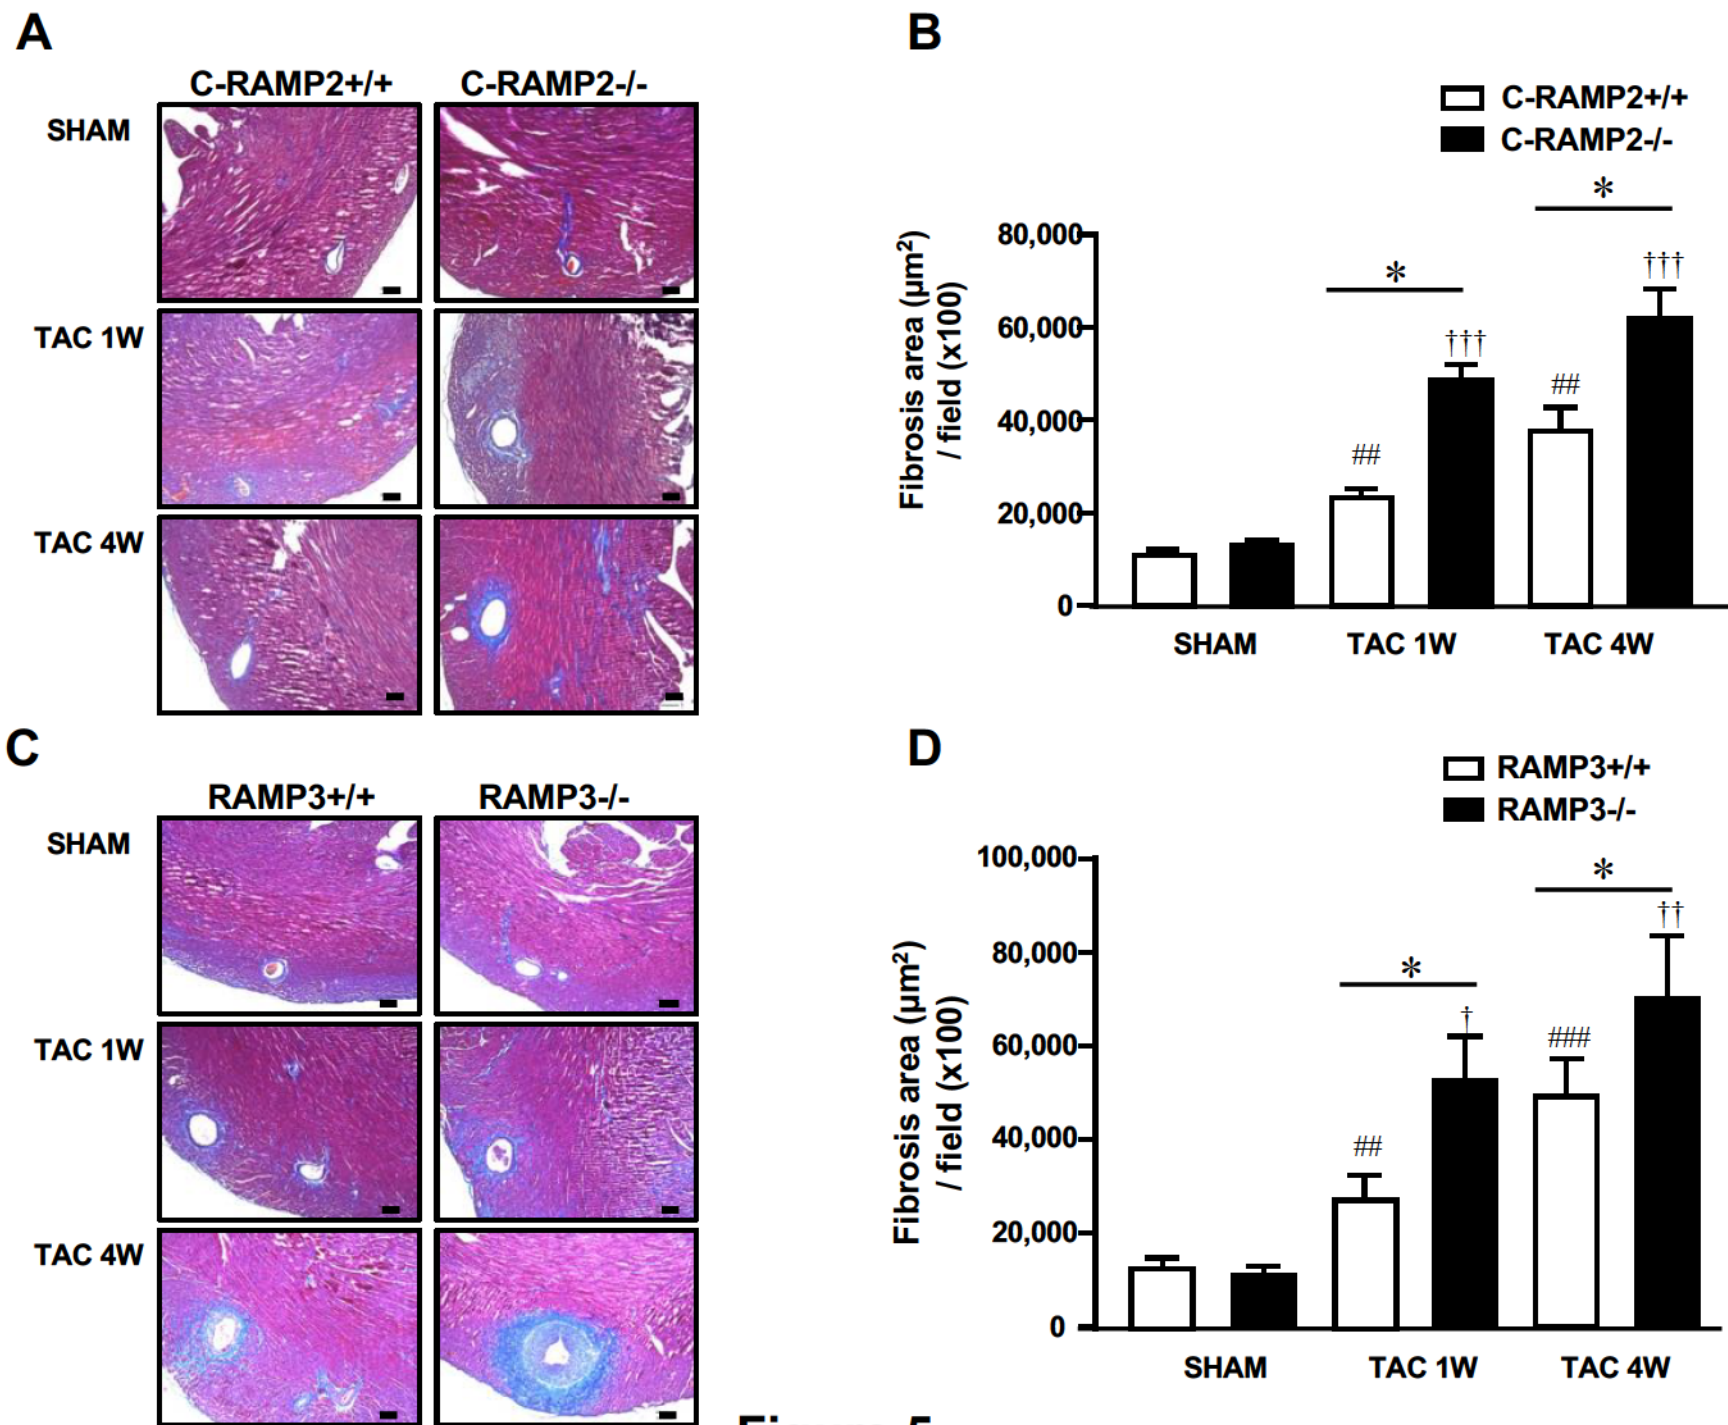 A
C-RAMP2+/+
C-RAMP2-/-
SHAM
TAC 1W
TAC 4W
B
C-RAMP2+/+
C-RAMP2-/-
Fibrosis area (µm²)
/ field (x100)
80,000
60,000
40,000
20,000
0
##
†††
*
##
†††
*
SHAM
TAC 1W
TAC 4W
C
RAMP3+/+
RAMP3-/-
SHAM
TAC 1W
TAC 4W
D
RAMP3+/+
RAMP3-/-
Fibrosis area (µm²)
/ field (x100)
100,000
80,000
60,000
40,000
20,000
0
##
†
*
###
††
*
SHAM
TAC 1W
TAC 4W